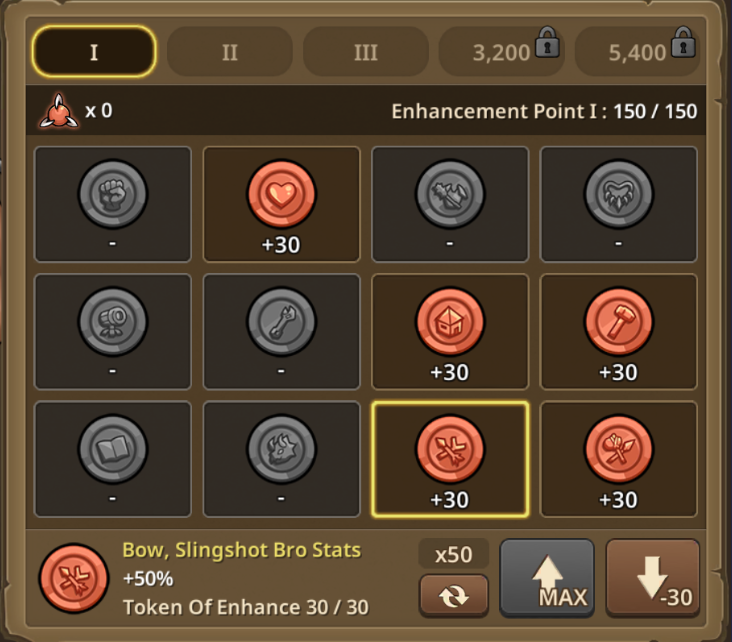 I II III 3,200 5,400
x 0 Enhancement Point I : 150 / 150
- +30 - -
- - +30 +30
- - +30 +30
Bow, Slingshot Bro Stats
+50%
Token Of Enhance 30 / 30
x50
MAX
-30